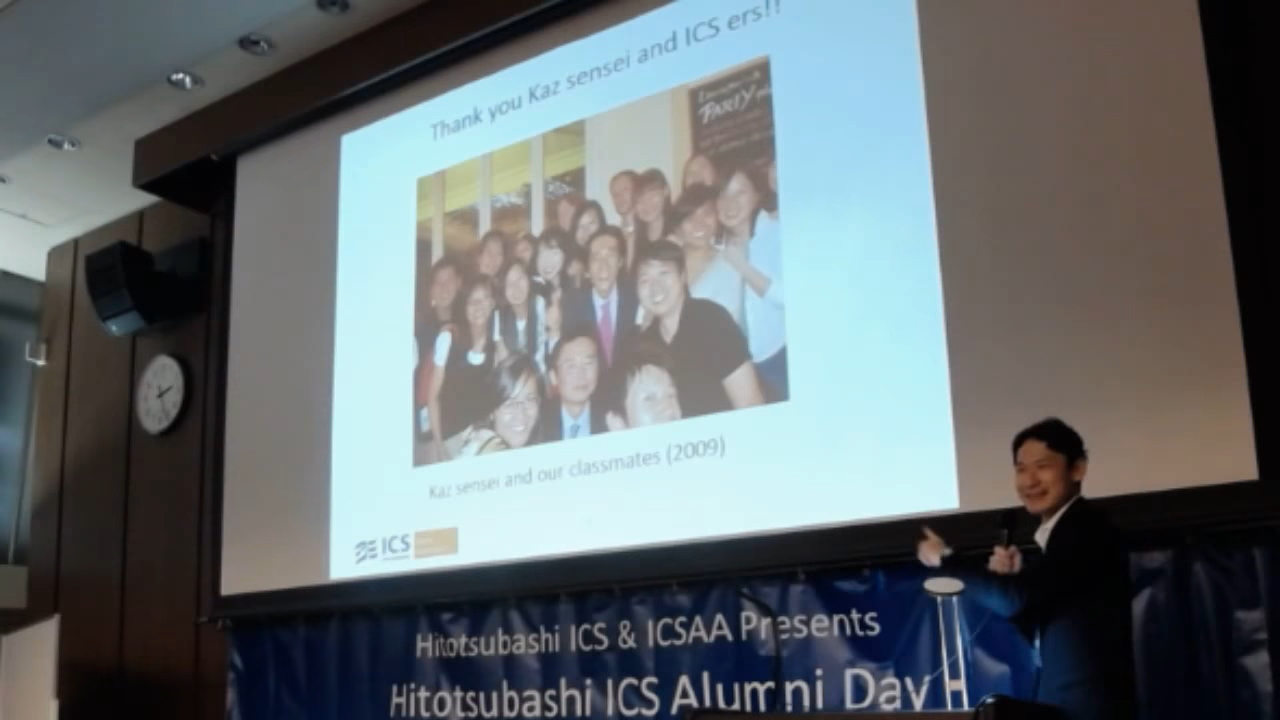 Thank you Kaz sensei and ICS ers!!
PARTY
Kaz sensei and our classmates (2009)
ICS
Hitotsubashi ICS & ICSAA Presents
Hitotsubashi ICS Alumni Day